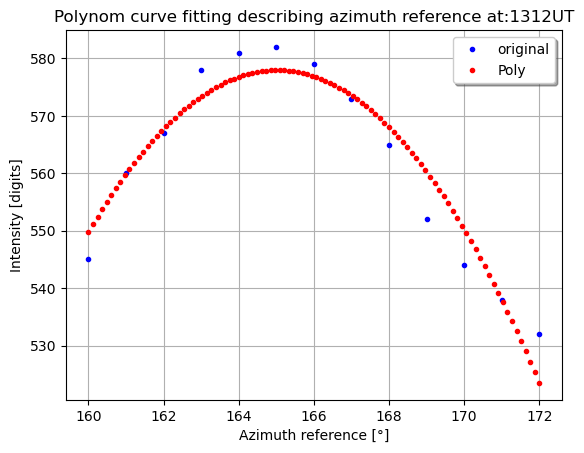 Polynom curve fitting describing azimuth reference at:1312UT
original
Poly
Intensity [digits]
580
570
560
550
540
530
160
162
164
166
168
170
172
Azimuth reference [°]